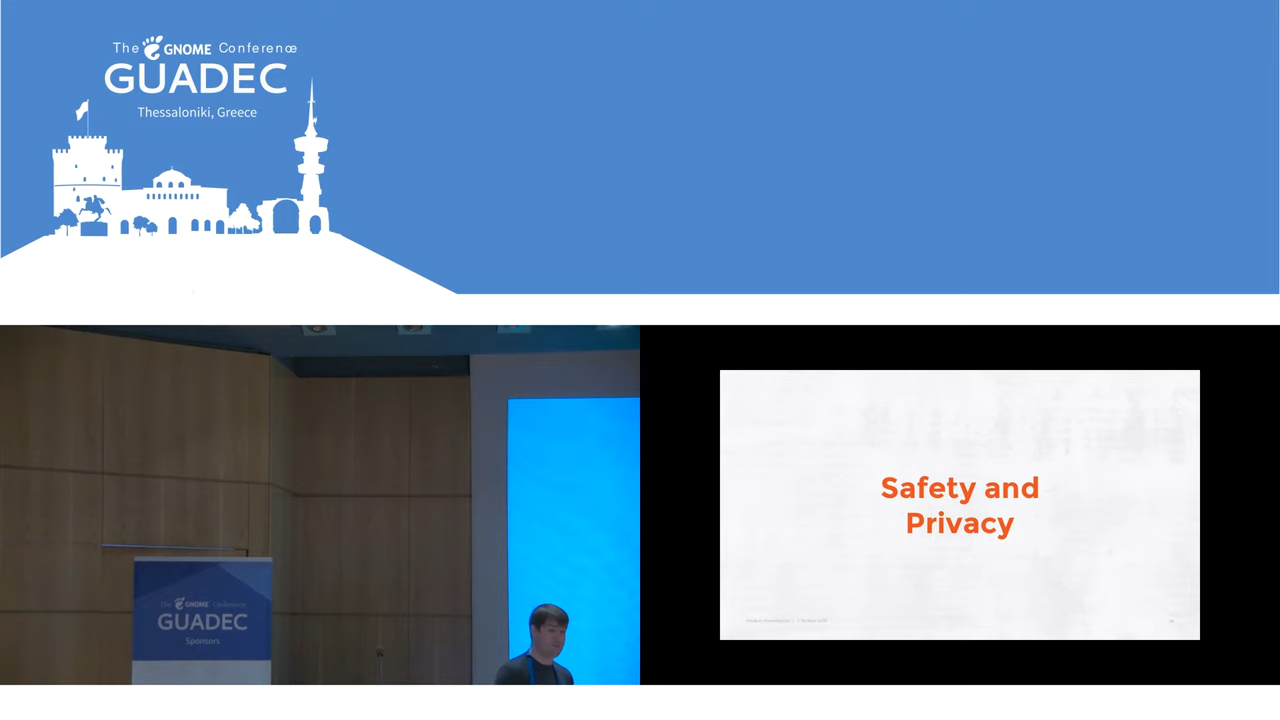 The GNOME Conference
GUADEC
Thessaloniki, Greece
Safety and
Privacy
The GNOME Conference
GUADEC
Sponsors